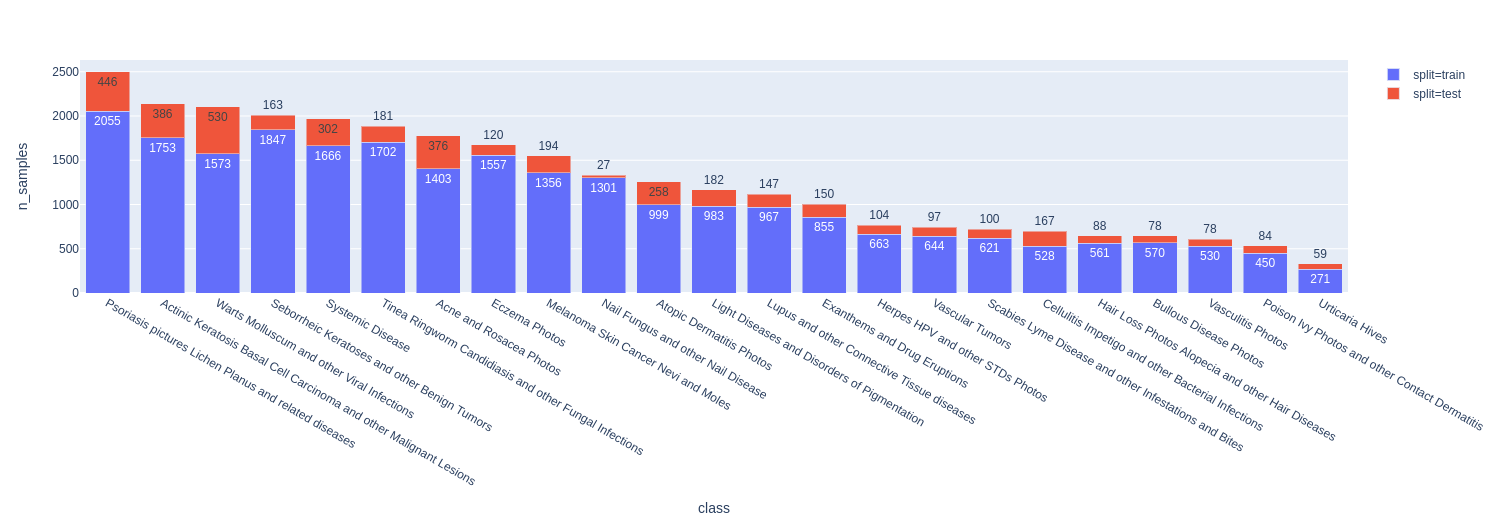 split=train
split=test
n_samples
2500
2000
1500
1000
500
0
446
386
530
163
302
181
376
120
194
27
258
182
147
150
104
97
100
167
88
78
78
84
59
2055
1753
1573
1847
1666
1702
1403
1557
1356
1301
999
983
967
855
663
644
621
528
561
570
530
450
271
Psoriasis pictures Lichen Planus and related diseases
Actinic Keratosis Basal Cell Carcinoma and other Malignant Lesions
Warts Molluscum and other Viral Infections
Seborrheic Keratoses and other Benign Tumors
Systemic Disease
Tinea Ringworm Candidiasis and other Fungal Infections
Acne and Rosacea Photos
Eczema Photos
Melanoma Skin Cancer Nevi and Moles
Nail Fungus and other Nail Disease
Atopic Dermatitis Photos
Light Diseases and Disorders of Pigmentation
Lupus and other Connective Tissue diseases
Exanthems and Drug Eruptions
Herpes HPV and other STDs Photos
Vascular Tumors
Scabies Lyme Disease and other Infestations and Bites
Cellulitis Impetigo and other Bacterial Infections
Hair Loss Photos Alopecia and other Hair Diseases
Bullous Disease Photos
Vasculitis Photos
Poison Ivy Photos and other Contact Dermatitis
Urticaria Hives
class